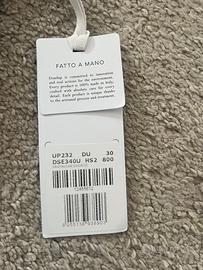 FATTO A MANO
Dondup is committed to innovation
and real actions for the environment.
Every product is 100% made in Italy,
crafted with absolute care for every
detail. Each product is unique thanks
to the artisanal process and treatment.
UP232 DU 30
DSE340U HS2 800